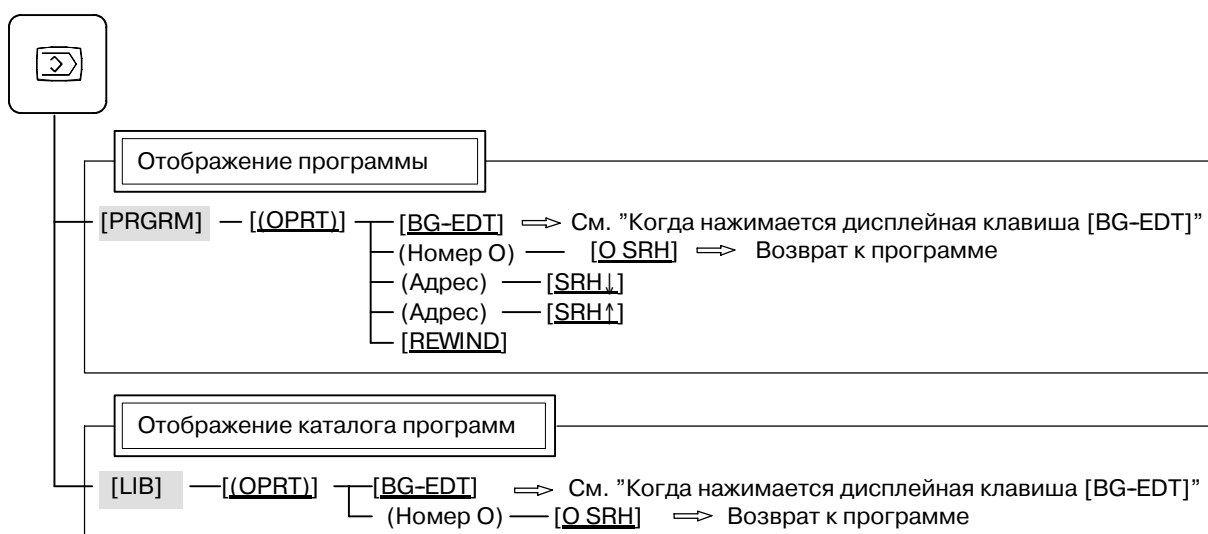 Отображение программы
[PRGRM] [(OPRT)] [BG-EDT] ⇒ См. "Когда нажимается дисплейная клавиша [BG-EDT]"
(Номер O) [O SRH] ⇒ Возврат к программе
(Адрес) [SRH↓]
(Адрес) [SRH↑]
[REWIND]
Отображение каталога программ
[LIB] [(OPRT)] [BG-EDT] ⇒ См. "Когда нажимается дисплейная клавиша [BG-EDT]"
(Номер O) [O SRH] ⇒ Возврат к программе